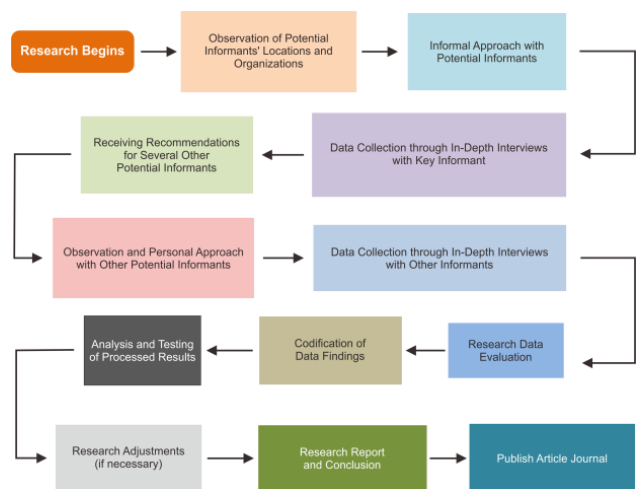 Research Begins
Observation of Potential
Informants' Locations and
Organizations
Informal Approach with
Potential Informants
Receiving Recommendations
for Several Other
Potential Informants
Data Collection through In-Depth Interviews
with Key Informant
Observation and Personal Approach
with Other Potential Informants
Data Collection through In-Depth Interviews
with Other Informants
Analysis and Testing
of Processed Results
Codification of
Data Findings
Research Data
Evaluation
Research Adjustments
(if necessary)
Research Report
and Conclusion
Publish Article Journal